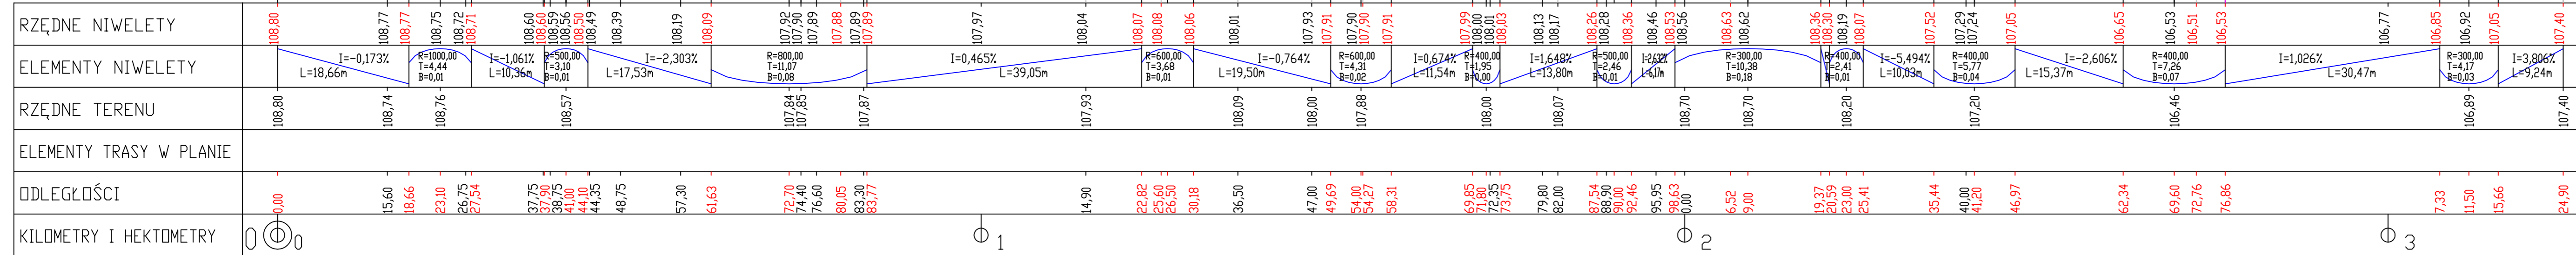 RZĘDNE NIWELETY 108,80 108,77 108,77 108,75 108,72 108,71 108,60 108,60 108,59 108,56 108,50 108,49 108,39 108,19 108,09 107,92 107,90 107,89 107,88 107,89 107,89 107,97 108,04 108,07 108,08 108,06 108,01 107,93 107,91 107,90 107,90 107,91 107,99 108,00 108,01 108,03 108,13 108,17 108,26 108,28 108,36 108,46 108,53 108,56 108,63 108,62 108,36 108,30 108,19 108,07 107,52 107,29 107,24 107,05 106,65 106,53 106,51 106,53 106,77 106,85 106,92 107,05 107,40
ELEMENTY NIWELETY
I=-0,173%
L=18,66m
R=1000,00
T=4,44
B=0,01
I=-1,061%
L=10,36m
R=500,00
T=3,10
B=0,01
I=-2,303%
L=17,53m
R=800,00
T=11,07
B=0,08
I=0,465%
L=39,05m
R=600,00
T=3,68
B=0,01
I=-0,764%
L=19,50m
R=600,00
T=4,31
B=0,02
I=0,674%
L=11,54m
R=400,00
T=1,95
B=0,00
I=1,648%
L=13,80m
R=500,00
T=2,46
B=0,01
L=6,17m
R=300,00
T=10,38
B=0,18
R=400,00
T=2,41
B=0,01
I=-5,494%
L=10,03m
R=400,00
T=5,77
B=0,04
I=-2,606%
L=15,37m
R=400,00
T=7,26
B=0,07
I=1,026%
L=30,47m
R=300,00
T=4,17
B=0,03
I=3,806%
L=9,24m
RZĘDNE TERENU 108,80 108,74 108,76 108,57 107,84 107,85 107,87 107,93 108,09 108,00 107,88 108,00 108,07 108,70 108,70 108,20 107,20 106,46 106,89 107,40
ELEMENTY TRASY W PLANIE
ODLEGŁOŚCI 0,00 15,60 18,66 23,10 26,75 27,54 37,75 37,90 38,75 41,00 44,10 44,35 48,75 57,30 61,63 72,70 74,40 76,60 80,05 83,30 83,77 14,90 22,82 25,60 26,50 30,18 36,50 47,00 49,69 54,00 54,27 58,31 69,85 71,80 72,35 73,75 79,80 82,00 87,54 88,90 90,00 92,46 95,95 98,63 0,00 6,52 9,00 19,37 20,59 23,00 25,41 35,44 40,00 41,20 46,97 62,34 69,60 72,76 76,86 7,33 11,50 15,66 24,90
KILOMETRY I HEKTOMETRY 0 0 1 2 3